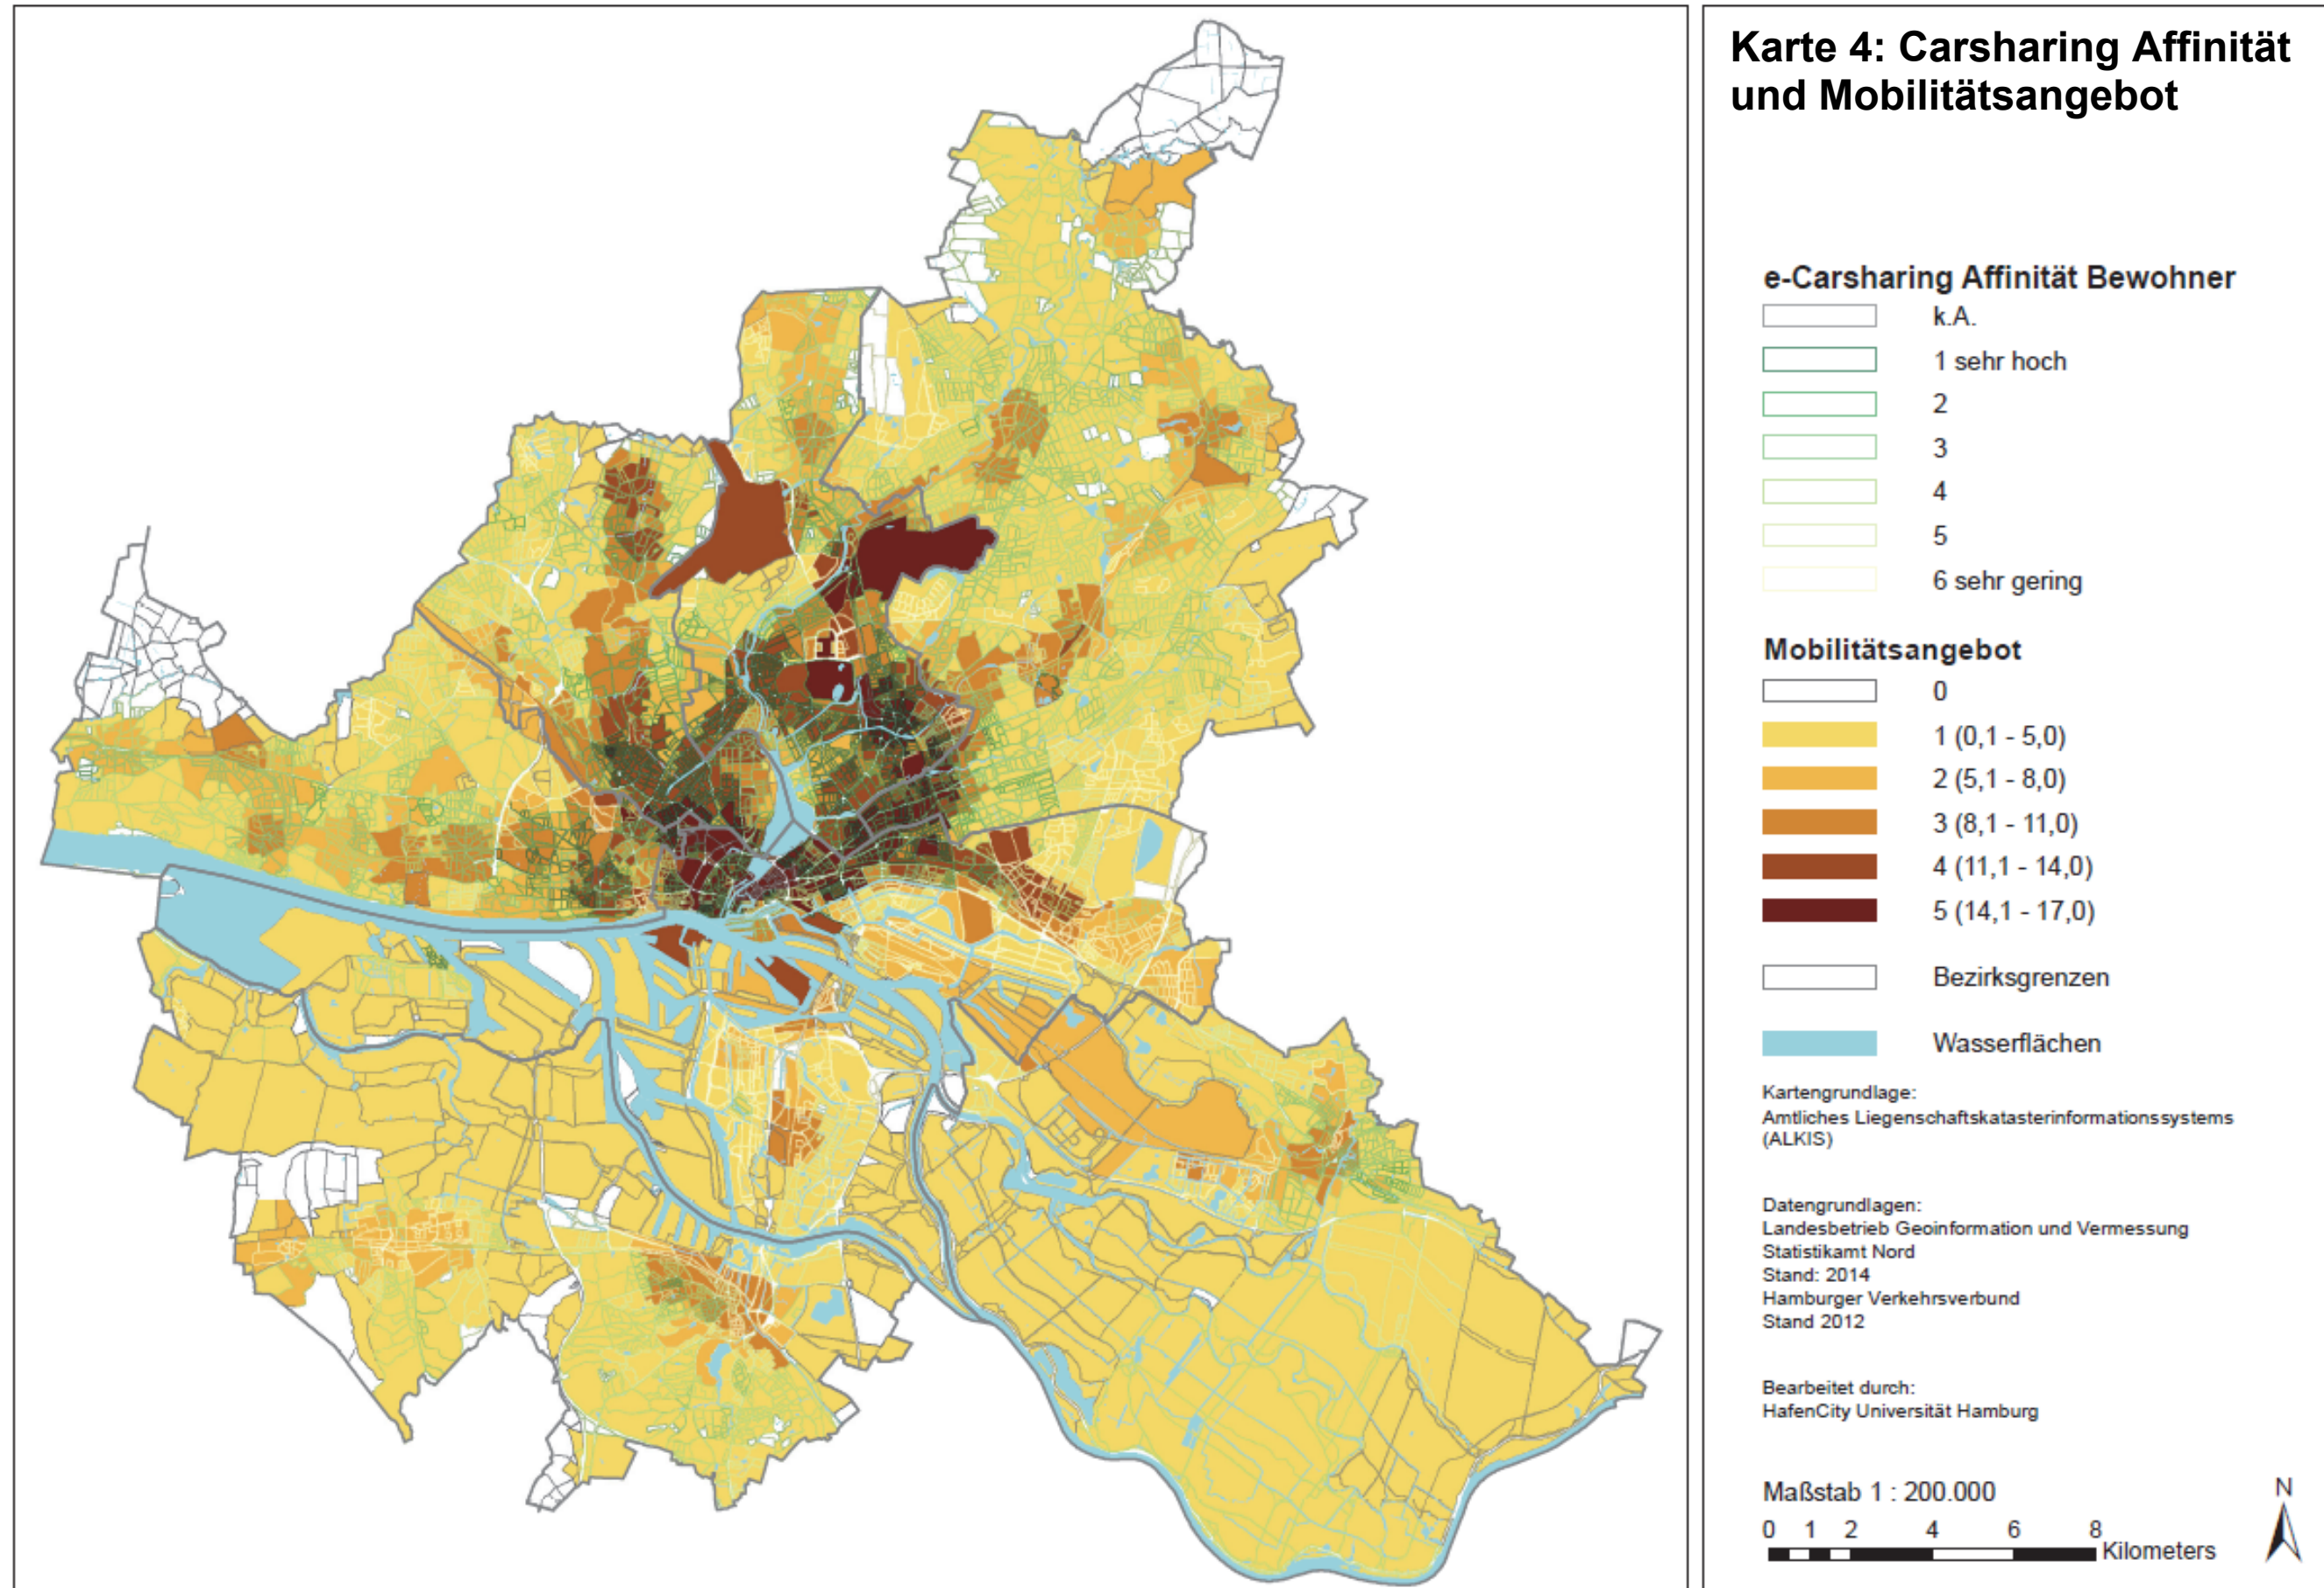 Karte 4: Carsharing Affinität
und Mobilitätsangebot
e-Carsharing Affinität Bewohner
k.A.
1 sehr hoch
2
3
4
5
6 sehr gering
Mobilitätsangebot
0
1 (0,1 - 5,0)
2 (5,1 - 8,0)
3 (8,1 - 11,0)
4 (11,1 - 14,0)
5 (14,1 - 17,0)
Bezirksgrenzen
Wasserflächen
Kartengrundlage:
Amtliches Liegenschaftskatasterinformationssystems
(ALKIS)
Datengrundlagen:
Landesbetrieb Geoinformation und Vermessung
Statistikamt Nord
Stand: 2014
Hamburger Verkehrsverbund
Stand 2012
Bearbeitet durch:
HafenCity Universität Hamburg
Maßstab 1 : 200.000
N
0 1 2 4 6 8
Kilometers